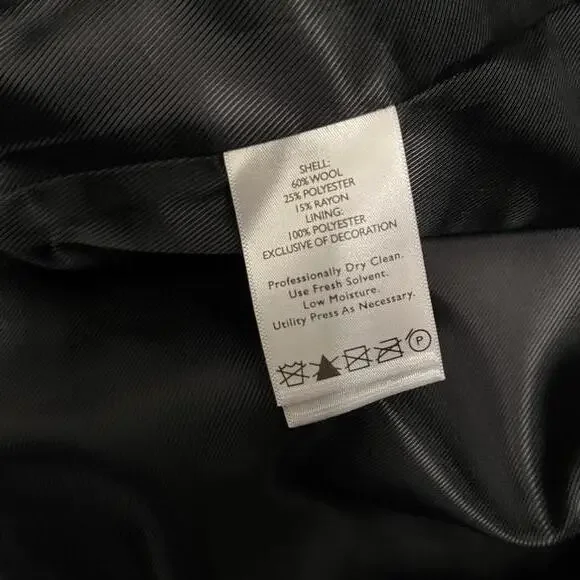 SHELL:
60% WOOL
25% POLYESTER
15% RAYON
LINING:
100% POLYESTER
EXCLUSIVE OF DECORATION
Professionally Dry Clean.
Use Fresh Solvent.
Low Moisture.
Utility Press As Necessary.
P